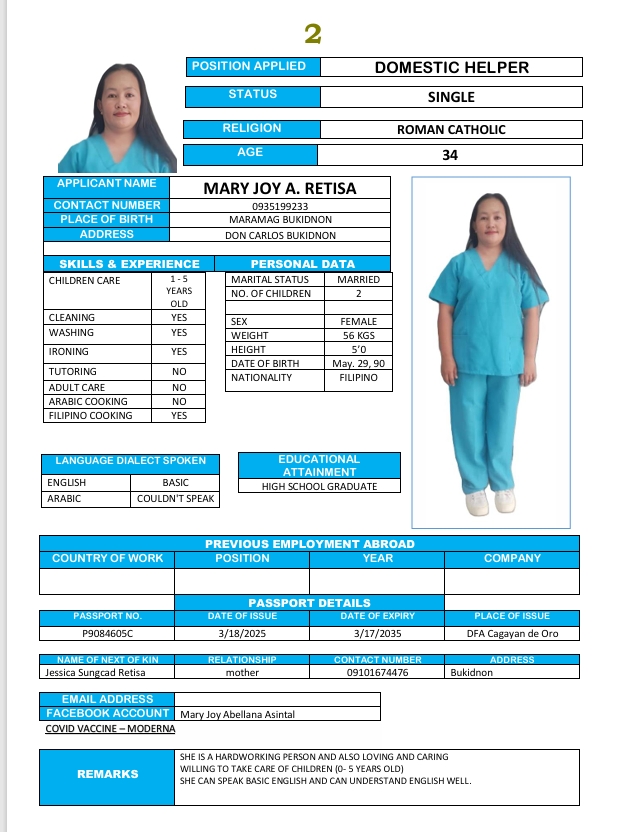 2
POSITION APPLIED DOMESTIC HELPER
STATUS SINGLE
RELIGION ROMAN CATHOLIC
AGE 34
APPLICANT NAME MARY JOY A. RETISA
CONTACT NUMBER 0935199233
PLACE OF BIRTH MARAMAG BUKIDNON
ADDRESS DON CARLOS BUKIDNON
SKILLS & EXPERIENCE PERSONAL DATA
CHILDREN CARE 1 - 5 YEARS OLD
CLEANING YES
WASHING YES
IRONING YES
TUTORING NO
ADULT CARE NO
ARABIC COOKING NO
FILIPINO COOKING YES
MARITAL STATUS MARRIED
NO. OF CHILDREN 2
SEX FEMALE
WEIGHT 56 KGS
HEIGHT 5'0
DATE OF BIRTH May. 29, 90
NATIONALITY FILIPINO
LANGUAGE DIALECT SPOKEN
ENGLISH BASIC
ARABIC COULDN'T SPEAK
EDUCATIONAL
ATTAINMENT
HIGH SCHOOL GRADUATE
PREVIOUS EMPLOYMENT ABROAD
COUNTRY OF WORK POSITION YEAR COMPANY
PASSPORT DETAILS
PASSPORT NO. DATE OF ISSUE DATE OF EXPIRY PLACE OF ISSUE
P9084605C 3/18/2025 3/17/2035 DFA Cagayan de Oro
NAME OF NEXT OF KIN RELATIONSHIP CONTACT NUMBER ADDRESS
Jessica Sungcad Retisa mother 09101674476 Bukidnon
EMAIL ADDRESS
FACEBOOK ACCOUNT Mary Joy Abellana Asintal
COVID VACCINE – MODERNA
REMARKS
SHE IS A HARDWORKING PERSON AND ALSO LOVING AND CARING
WILLING TO TAKE CARE OF CHILDREN (0- 5 YEARS OLD)
SHE CAN SPEAK BASIC ENGLISH AND CAN UNDERSTAND ENGLISH WELL.